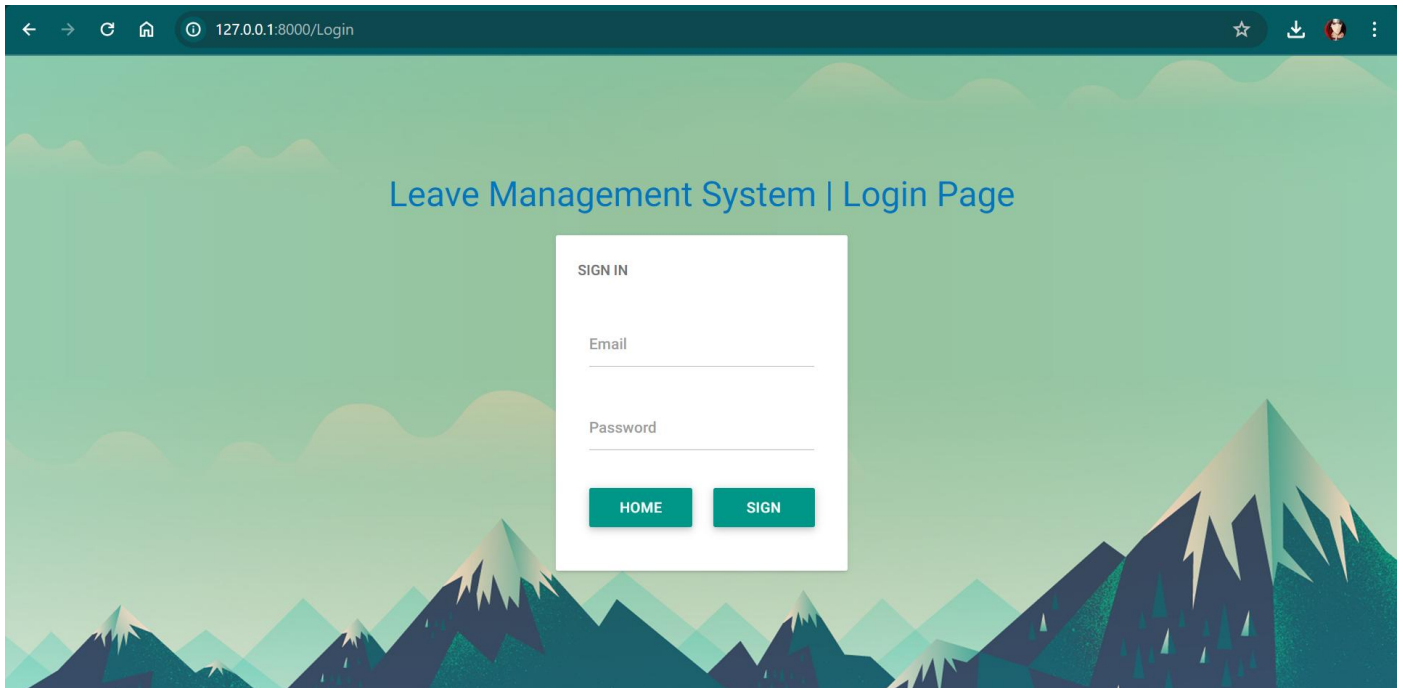 127.0.0.1:8000/Login
Leave Management System | Login Page
SIGN IN
Email
Password
HOME SIGN